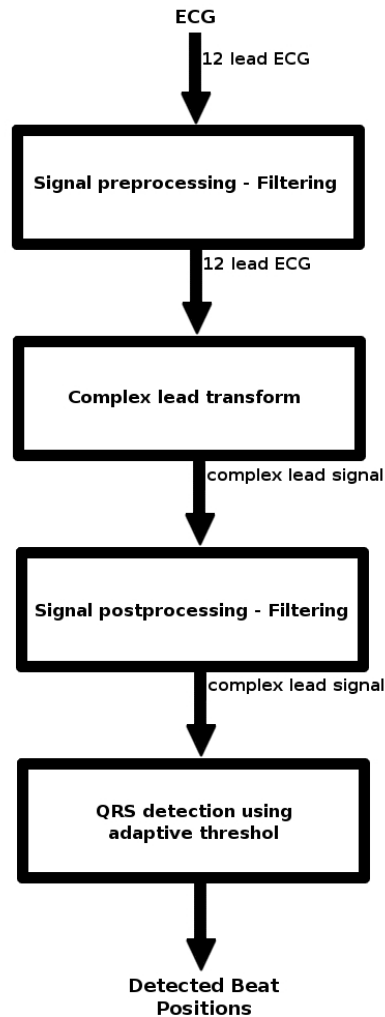 ECG
12 lead ECG
Signal preprocessing - Filtering
12 lead ECG
Complex lead transform
complex lead signal
Signal postprocessing - Filtering
complex lead signal
QRS detection using
adaptive threshol
Detected Beat
Positions